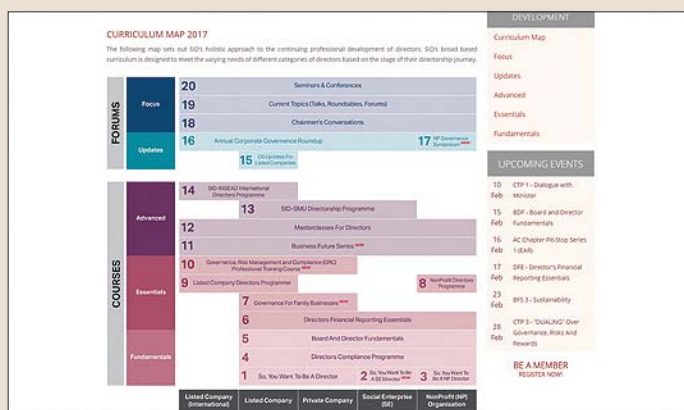 CURRICULUM MAP 2017
The following map sets out SID's holistic approach to the continuing professional development of directors. SID's broad based
curriculum is designed to meet the varying needs of different categories of directors based on the stage of their directorship journey.
FORUMS
Focus
20 Seminars & Conferences
19 Current Topics (Talks, Roundtables, Forums)
18 Chairmen's Conversations
Updates
16 Annual Corporate Governance Roundup
17 NP Governance
Symposium NEW
15
Updates For
Listed Companies
COURSES
Advanced
14 SID-INSEAD International
Directors Programme
13 SID-SMU Directorship Programme
12 Masterclasses For Directors
11 Business Future Series NEW
Essentials
10 Governance, Risk Management and Compliance (GRC)
Professional Training Course NEW
9 Listed Company Directors Programme
8 NonProfit Directors
Programme
7 Governance For Family Businesses NEW
6 Directors Financial Reporting Essentials
Fundamentals
5 Board And Director Fundamentals
4 Directors Compliance Programme
1 So, You Want To Be A Director
2 So, You Want To Be
A SE Director NEW
3 So, You Want To
Be A NP Director
Listed Company
(International)
Listed Company
Private Company
Social Enterprise
(SE)
NonProfit (NP)
Organisation
DEVELOPMENT
Curriculum Map
Focus
Updates
Advanced
Essentials
Fundamentals
UPCOMING EVENTS
10 Feb
CTP 1 - Dialogue with
Minister
15 Feb
BDF - Board and Director
Fundamentals
16 Feb
AC Chapter Pit-Stop Series
1 (EAR)
17 Feb
DFE - Director's Financial
Reporting Essentials
23 Feb
BFS 3 - Sustainability
28 Feb
CTP 3 - "DUALING" Over
Governance, Risks And
Rewards
BE A MEMBER
REGISTER NOW!